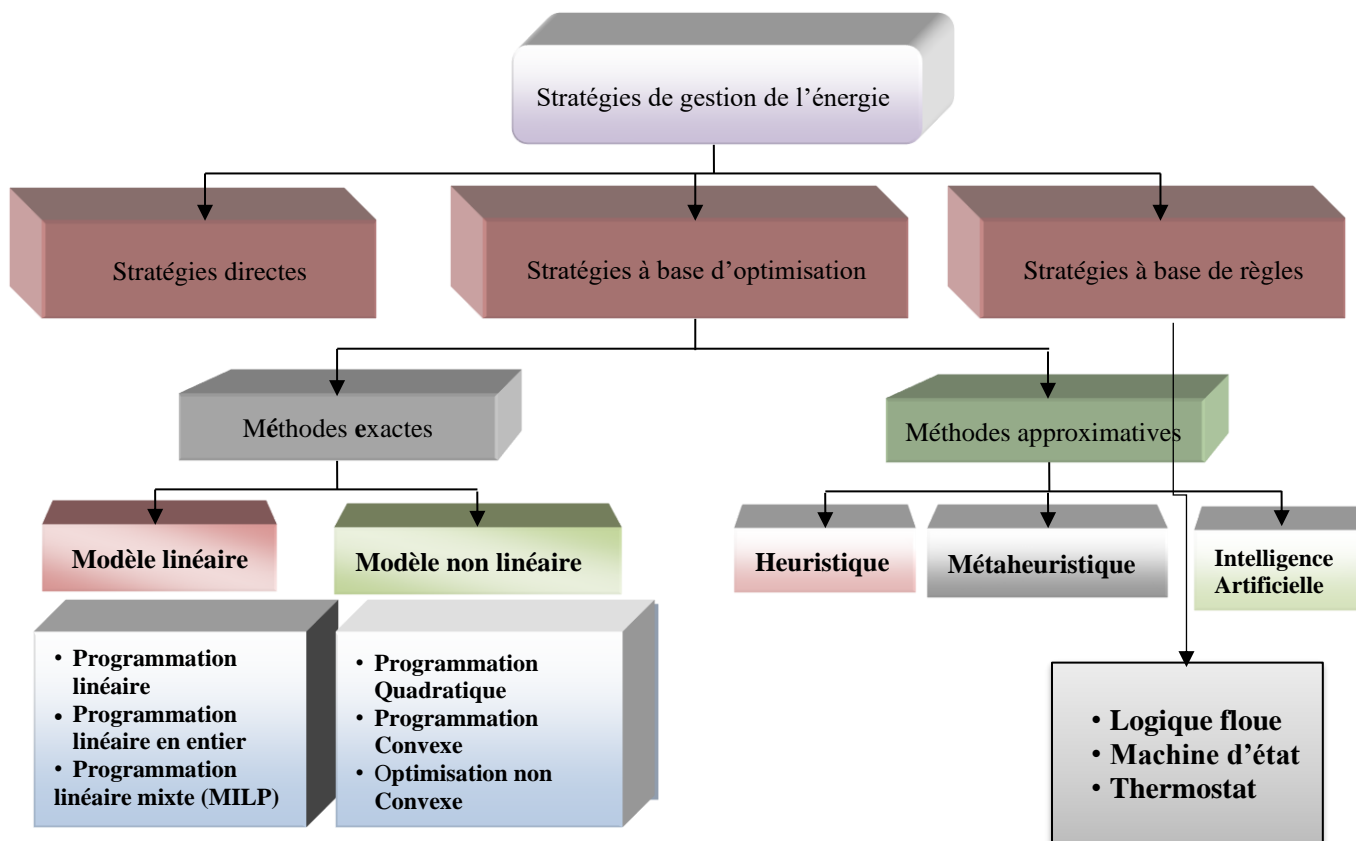 Stratégies de gestion de l’énergie
Stratégies directes
Stratégies à base d’optimisation
Stratégies à base de règles
Méthodes exactes
Méthodes approximatives
Modèle linéaire
Modèle non linéaire
Heuristique
Métaheuristique
Intelligence
Artificielle
• Programmation
linéaire
• Programmation
linéaire en entier
• Programmation
linéaire mixte (MILP)
• Programmation
Quadratique
• Programmation
Convexe
• Optimisation non
Convexe
• Logique floue
• Machine d’état
• Thermostat